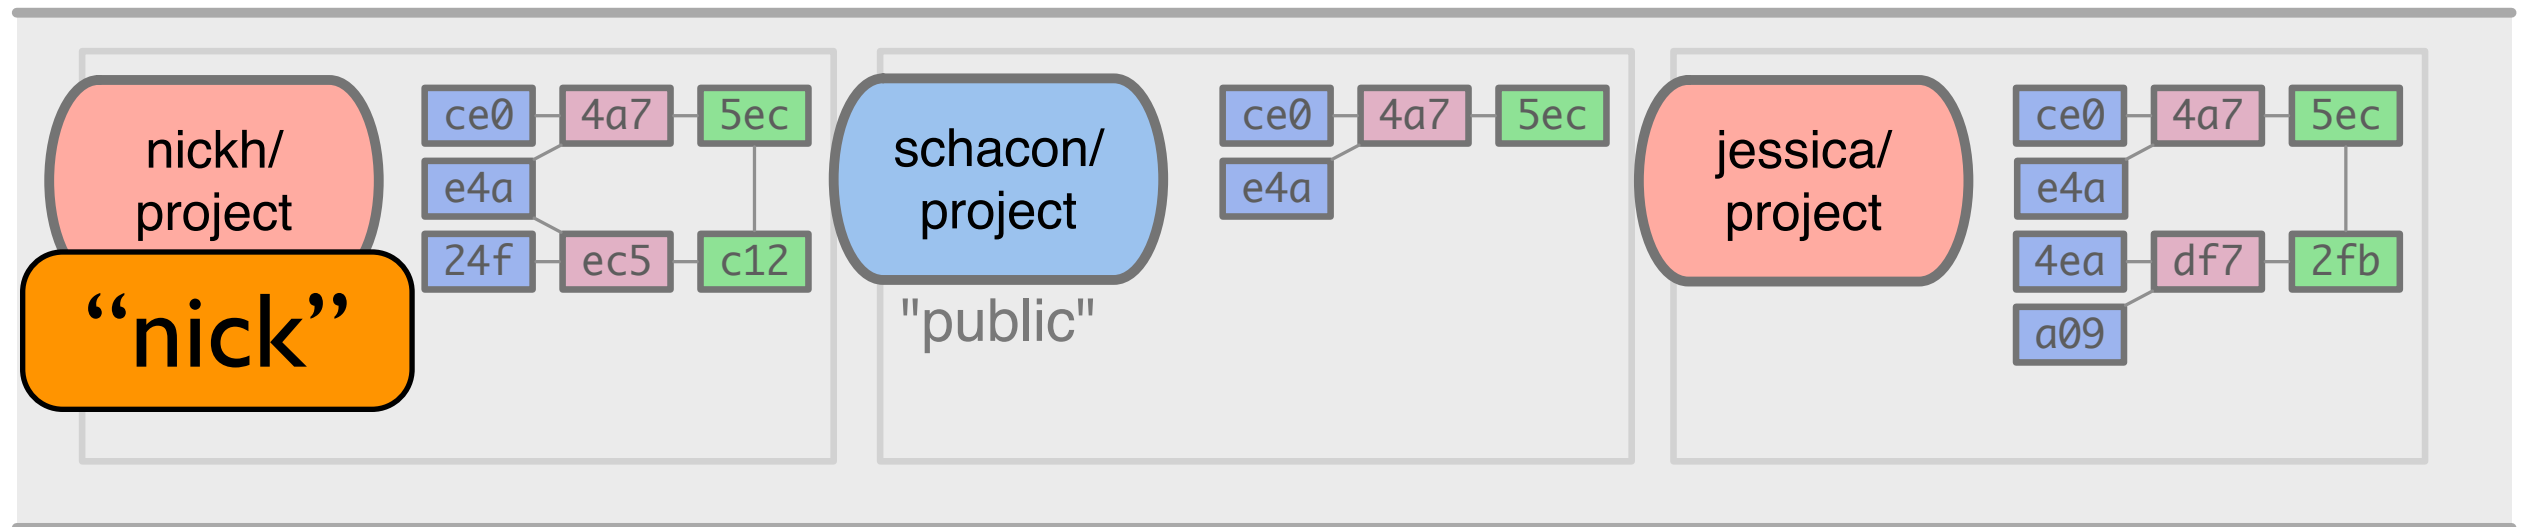 nickh/
project
“nick”
ce0 4a7 5ec
e4a
24f ec5 c12
schacon/
project
"public"
ce0 4a7 5ec
e4a
jessica/
project
ce0 4a7 5ec
e4a
4ea df7 2fb
a09